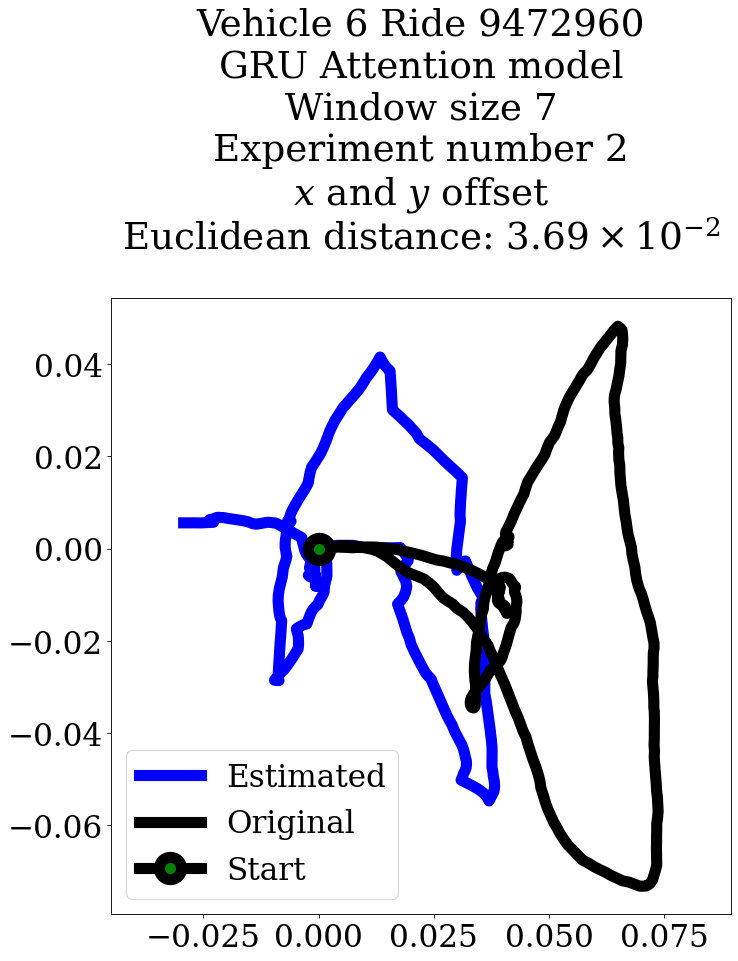 Vehicle 6 Ride 9472960
GRU Attention model
Window size 7
Experiment number 2
x and y offset
Euclidean distance: 3.69 × 10⁻²
0.04
0.02
0.00
−0.02
−0.04
−0.06
Estimated
Original
Start
−0.025 0.000 0.025 0.050 0.075